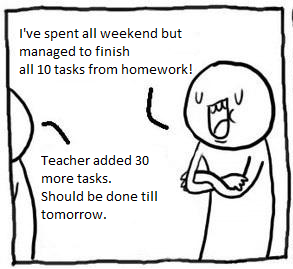 I've spent all weekend but
managed to finish
all 10 tasks from homework!
Teacher added 30
more tasks.
Should be done till
tomorrow.